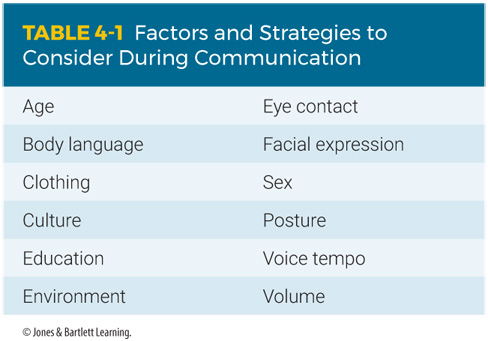 TABLE 4-1 Factors and Strategies to
Consider During Communication
Age Eye contact
Body language Facial expression
Clothing Sex
Culture Posture
Education Voice tempo
Environment Volume
© Jones & Bartlett Learning.